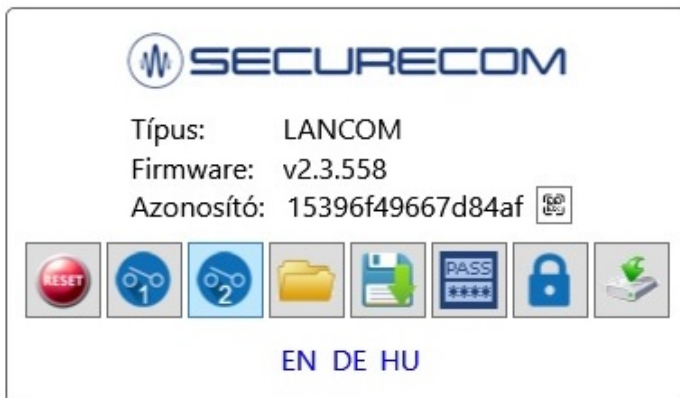 SECURECOM
Típus: LANCOM
Firmware: v2.3.558
Azonosító: 15396f49667d84af
RESET 1 2 PASS
****
EN DE HU